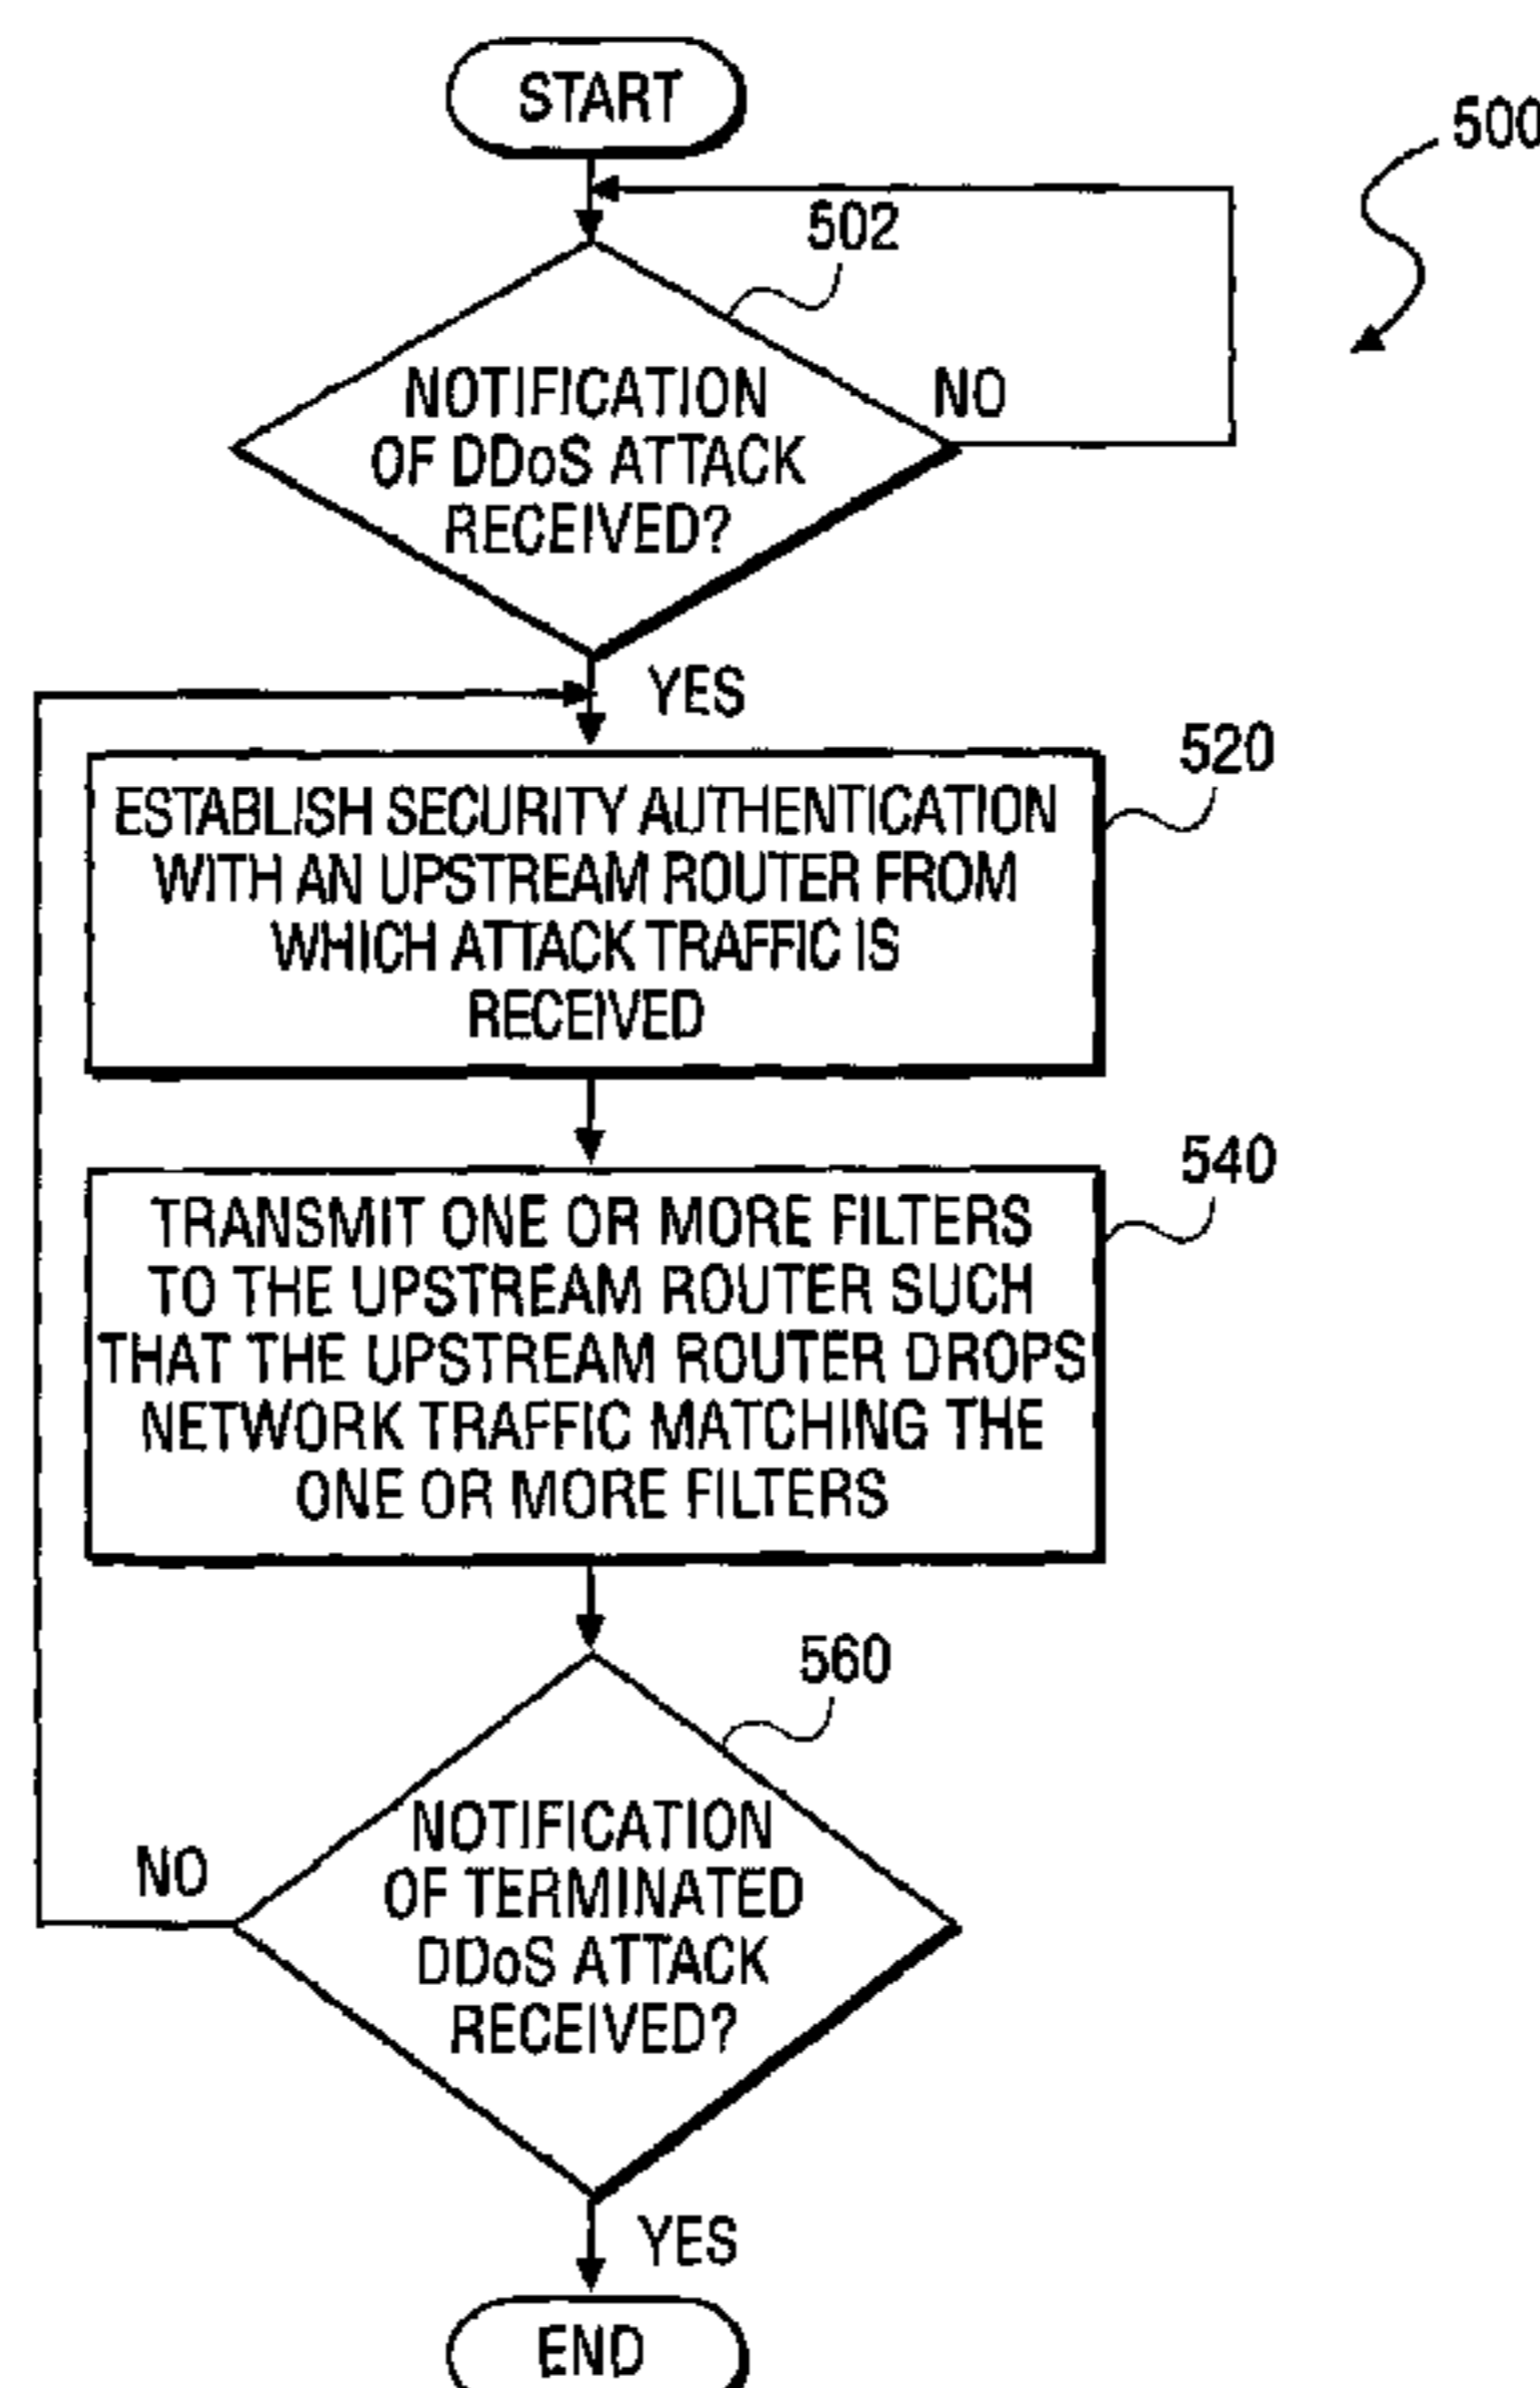 START
500
502
NOTIFICATION
OF DDoS ATTACK
RECEIVED?
NO
YES
520
ESTABLISH SECURITY AUTHENTICATION
WITH AN UPSTREAM ROUTER FROM
WHICH ATTACK TRAFFIC IS
RECEIVED
540
TRANSMIT ONE OR MORE FILTERS
TO THE UPSTREAM ROUTER SUCH
THAT THE UPSTREAM ROUTER DROPS
NETWORK TRAFFIC MATCHING THE
ONE OR MORE FILTERS
560
NOTIFICATION
OF TERMINATED
DDoS ATTACK
RECEIVED?
NO
YES
END